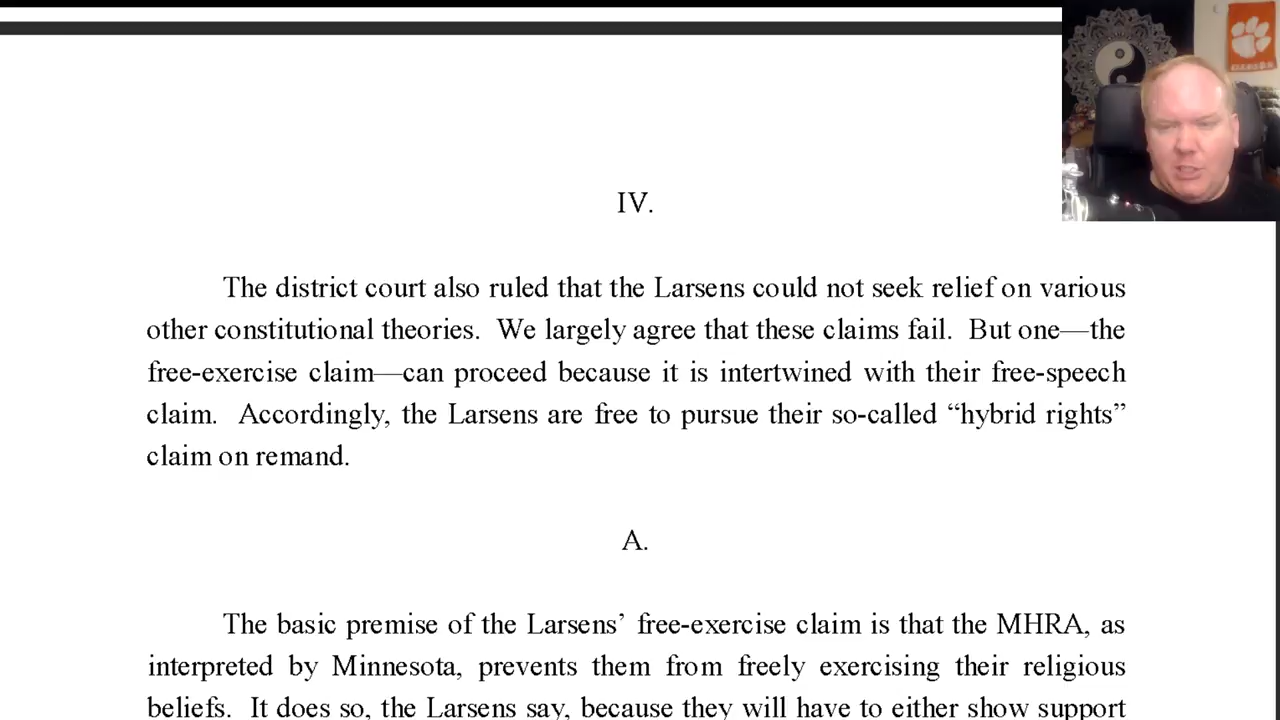 IV.
The district court also ruled that the Larsens could not seek relief on various
other constitutional theories.  We largely agree that these claims fail.  But one—the
free-exercise claim—can proceed because it is intertwined with their free-speech
claim.  Accordingly, the Larsens are free to pursue their so-called “hybrid rights”
claim on remand.
A.
The basic premise of the Larsens’ free-exercise claim is that the MHRA, as
interpreted by Minnesota, prevents them from freely exercising their religious
beliefs.  It does so, the Larsens say, because they will have to either show support